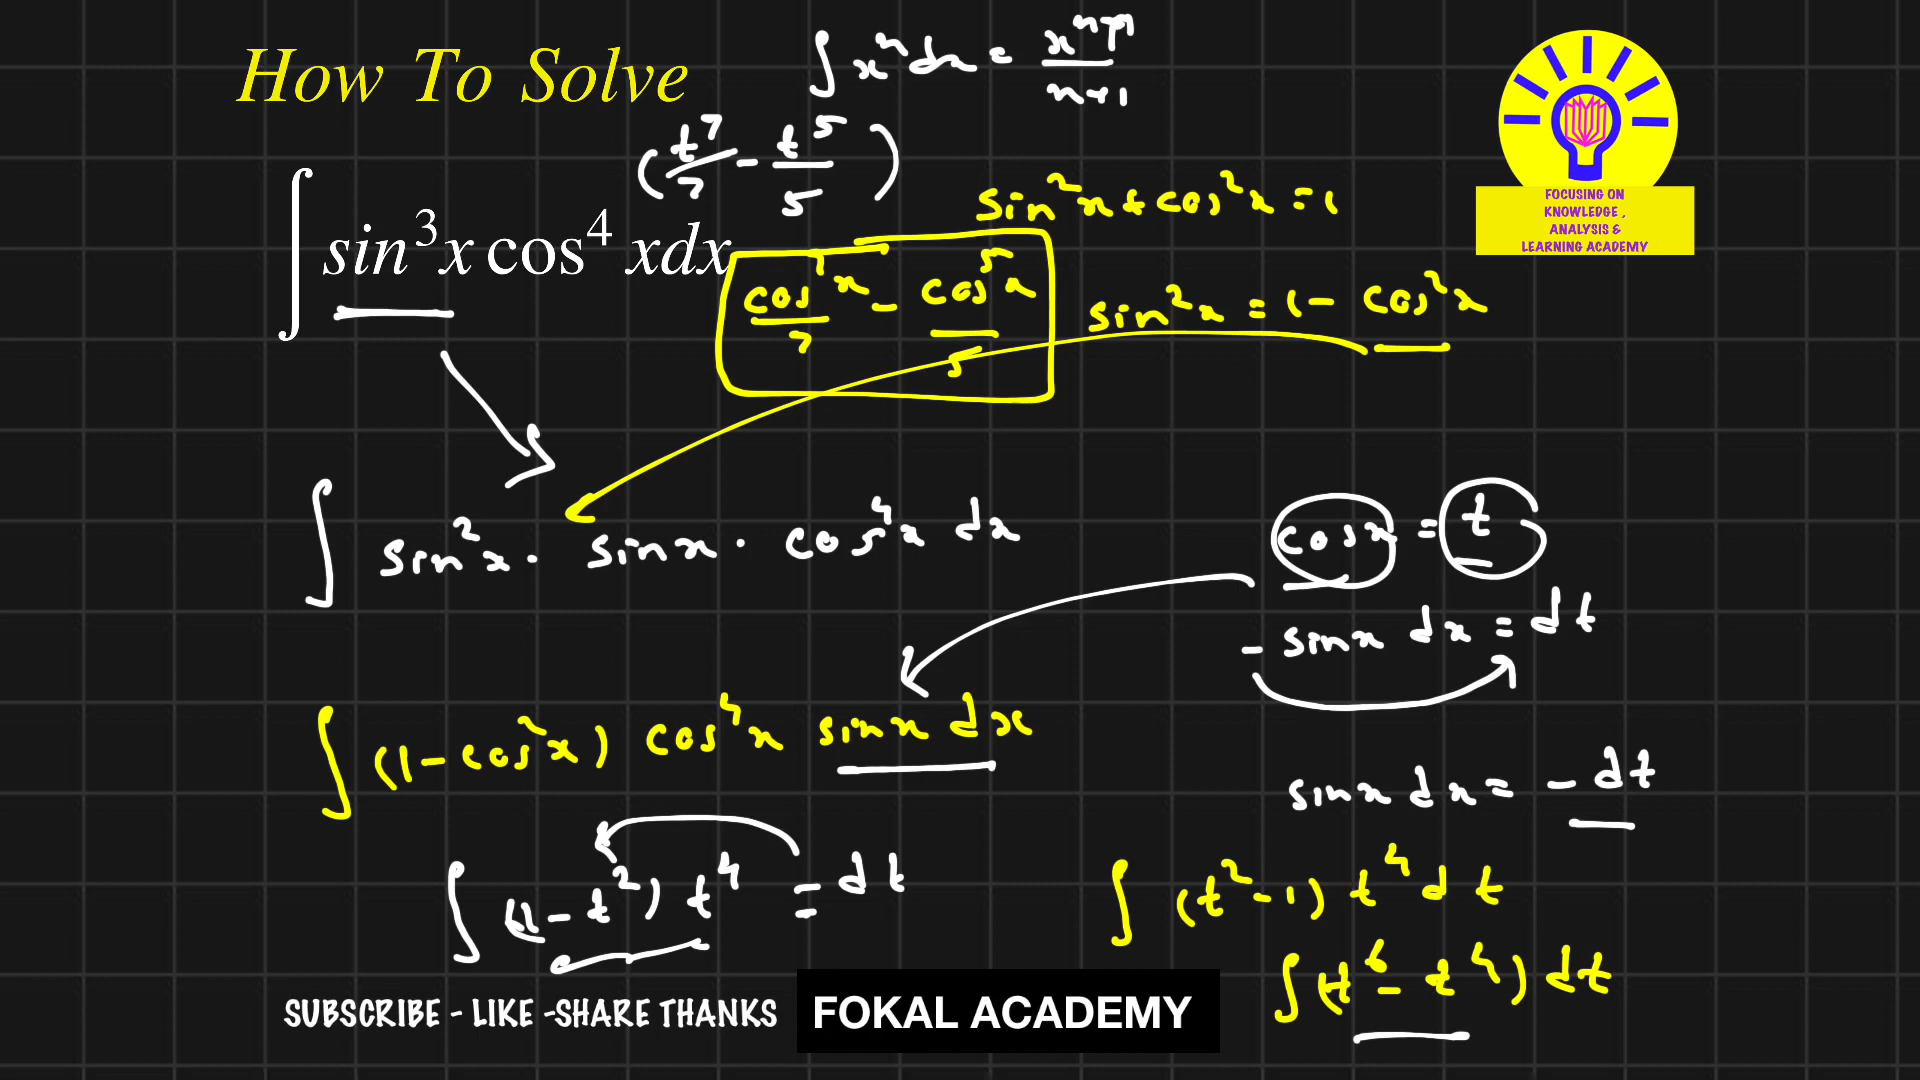 How To Solve
∫ xⁿ dx = xⁿ⁺¹/n+1
(t⁷/7 - t⁵/5)
∫ sin³x cos⁴ xdx
sin²x + cos²x = 1
cos⁷x/7 - cos⁵x/5
sin²x = 1 - cos²x
FOCUSING ON
KNOWLEDGE ,
ANALYSIS &
LEARNING ACADEMY
∫ sin²x . sinx . cos⁴x dx
cosx = t
- sinx dx = dt
∫ (1 - cos²x) cos⁴x sinx dx
sinx dx = - dt
∫ (1 - t²) t⁴ - dt
∫ (t² - 1) t⁴ dt
∫ (t⁶ - t⁴) dt
SUBSCRIBE - LIKE -SHARE THANKS
FOKAL ACADEMY